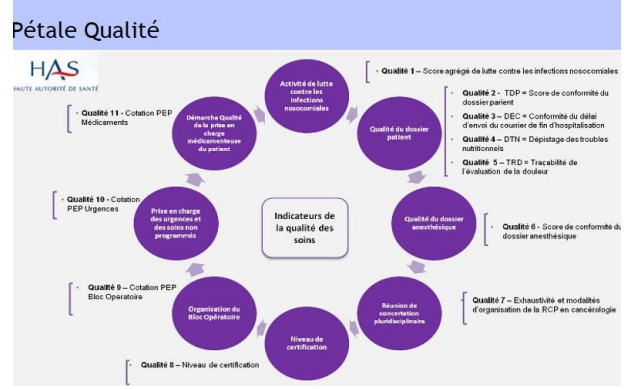 Pétale Qualité
HAS
HAUTE AUTORITÉ DE SANTÉ
Activité de lutte
contre les
infections
nosocomiales
- Qualité 1 – Score agrégé de lutte contre les infections nosocomiales
Qualité du dossier
patient
- Qualité 2 - TDP = Score de conformité du
dossier parient
- Qualité 3 – DEC = Conformité du délai
d'envoi du courrier de fin d'hospitalisation
- Qualité 4 – DTN = Dépistage des troubles
nutritionnels
- Qualité 5 – TRD = Traçabilité de
l'évaluation de la douleur
Qualité du dossier
anesthésique
- Qualité 6 - Score de conformité du
dossier anesthésique
Réunion de
concertation
pluridisciplinaire
- Qualité 7 – Exhaustivité et modalités
d'organisation de la RCP en cancérologie
Niveau de
certification
- Qualité 8 – Niveau de certification
Organisation du
Bloc Opératoire
- Qualité 9 – Cotation PEP
Bloc Opératoire
Prise en charge
des urgences et
des soins non
programmés
- Qualité 10 - Cotation
PEP Urgences
Démarche Qualité
de la prise en
charge
médicamenteuse
du patient
- Qualité 11 - Cotation PEP
Médicaments
Indicateurs de
la qualité des
soins